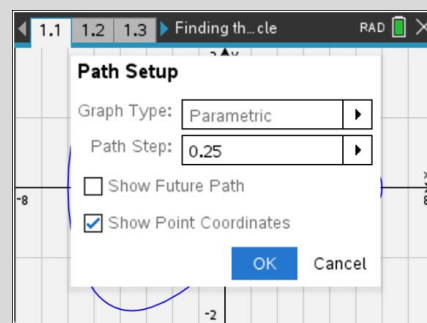 1.1 1.2 1.3 Finding th...cle RAD
Path Setup
Graph Type: Parametric
Path Step: 0.25
Show Future Path
Show Point Coordinates
OK Cancel
-8
-2